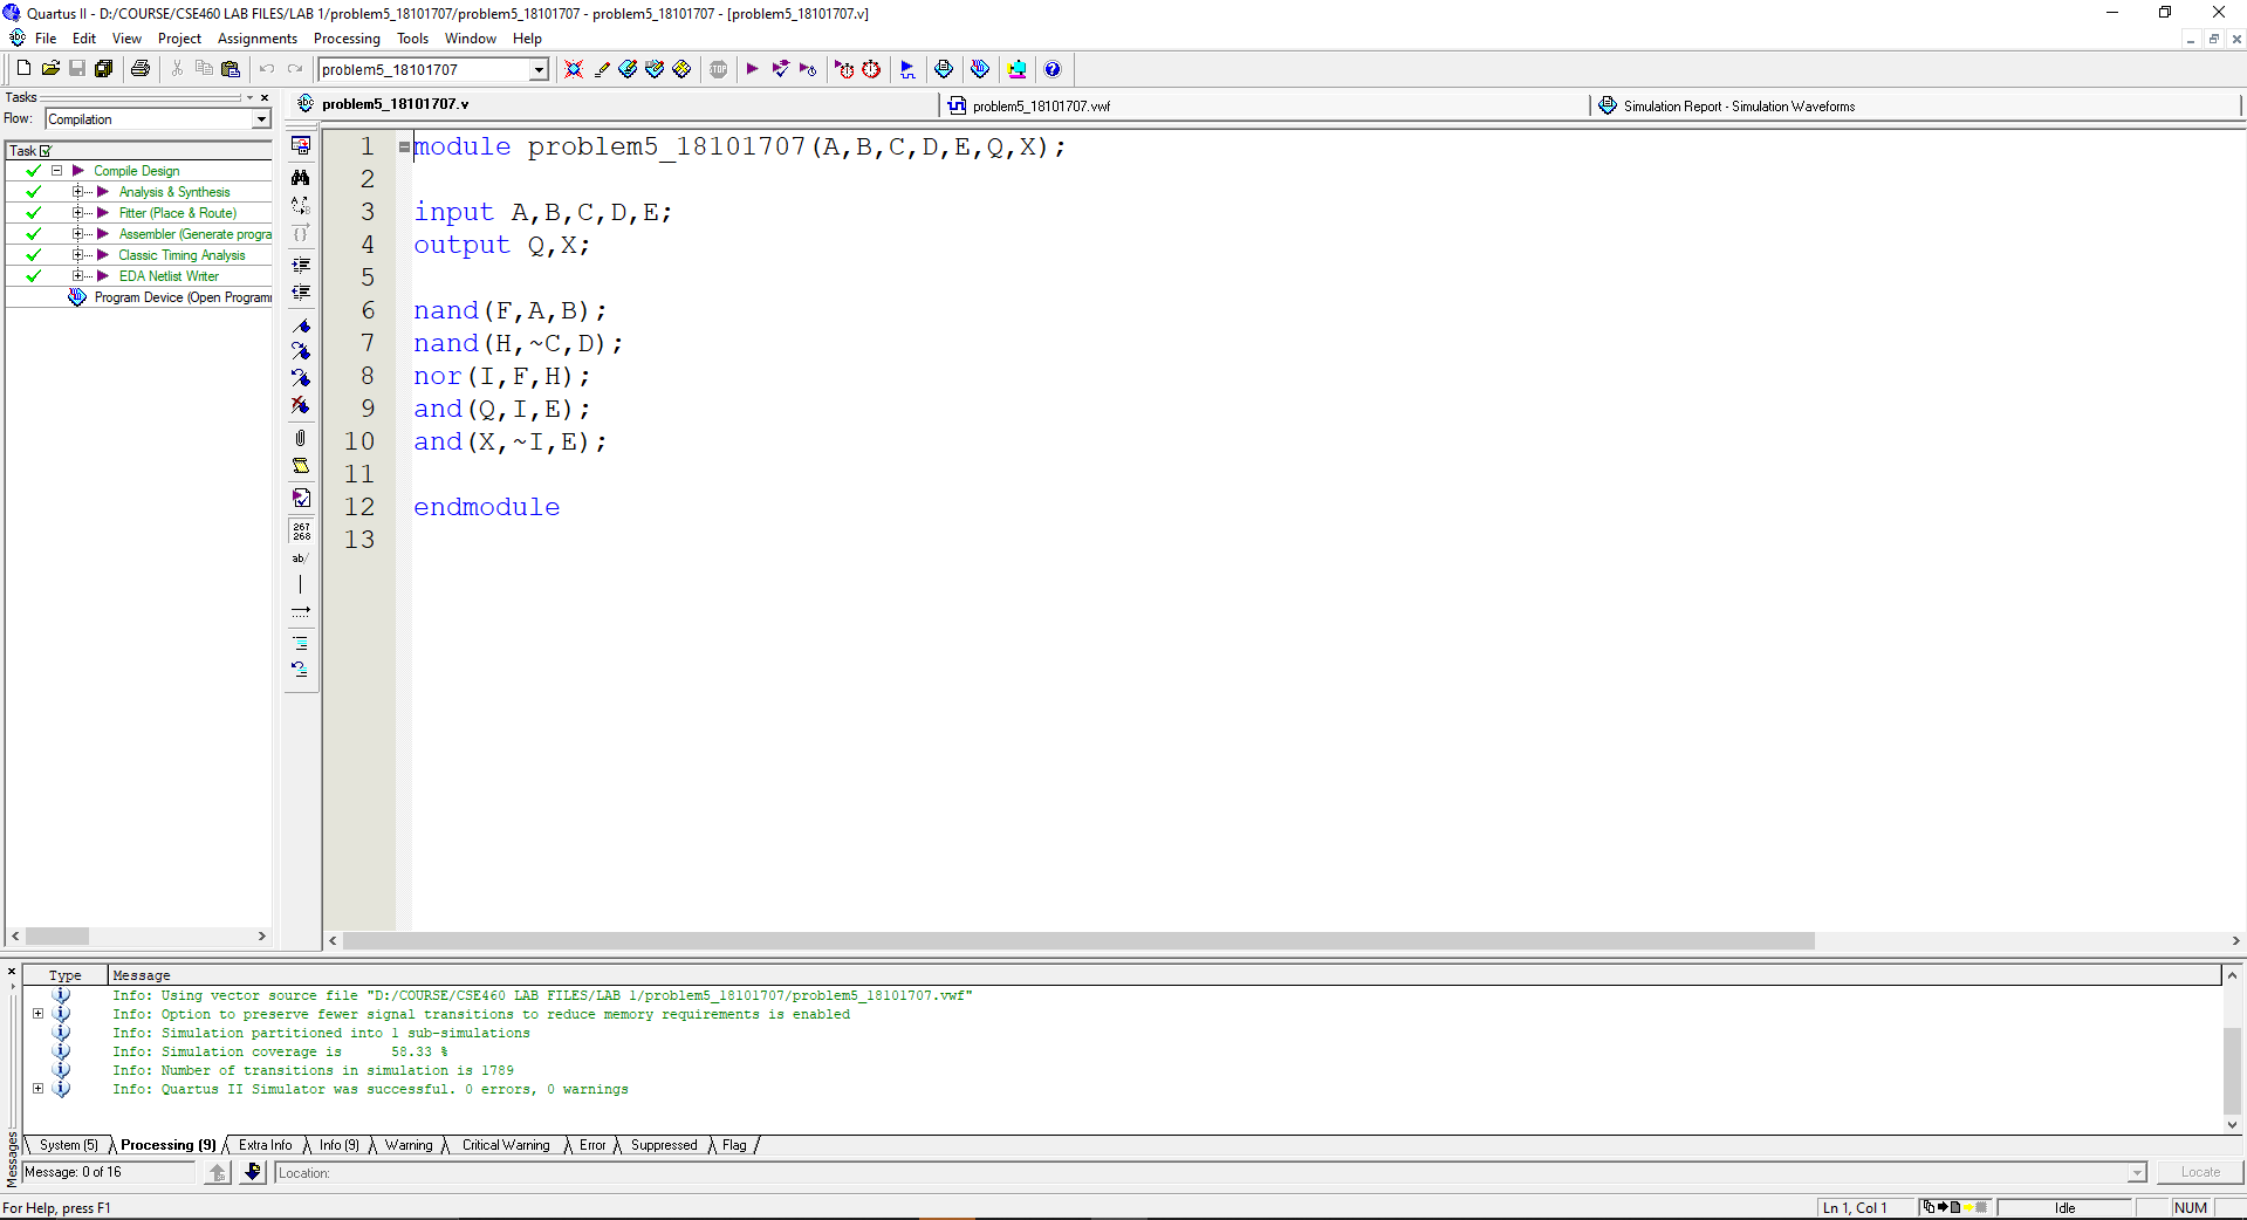 Quartus II - D:/COURSE/CSE460 LAB FILES/LAB 1/problem5_18101707/problem5_18101707 - problem5_18101707 - [problem5_18101707.v]
File Edit View Project Assignments Processing Tools Window Help
problem5_18101707
Tasks
Flow: Compilation
Task
Compile Design
Analysis & Synthesis
Fitter (Place & Route)
Assembler (Generate progra
Classic Timing Analysis
EDA Netlist Writer
Program Device (Open Programm
problem5_18101707.v
problem5_18101707.vwf
Simulation Report - Simulation Waveforms
267
268
ab/
1 module problem5_18101707(A,B,C,D,E,Q,X);
2
3 input A,B,C,D,E;
4 output Q,X;
5
6 nand(F,A,B);
7 nand(H,~C,D);
8 nor(I,F,H);
9 and(Q,I,E);
10 and(X,~I,E);
11
12 endmodule
13
Type Message
Info: Using vector source file "D:/COURSE/CSE460 LAB FILES/LAB 1/problem5_18101707/problem5_18101707.vwf"
Info: Option to preserve fewer signal transitions to reduce memory requirements is enabled
Info: Simulation partitioned into 1 sub-simulations
Info: Simulation coverage is 58.33 %
Info: Number of transitions in simulation is 1789
Info: Quartus II Simulator was successful. 0 errors, 0 warnings
System (5) Processing (9) Extra Info Info (9) Warning Critical Warning Error Suppressed Flag
Messages
Message: 0 of 16
Location:
Locate
For Help, press F1
Ln 1, Col 1
Idle
NUM